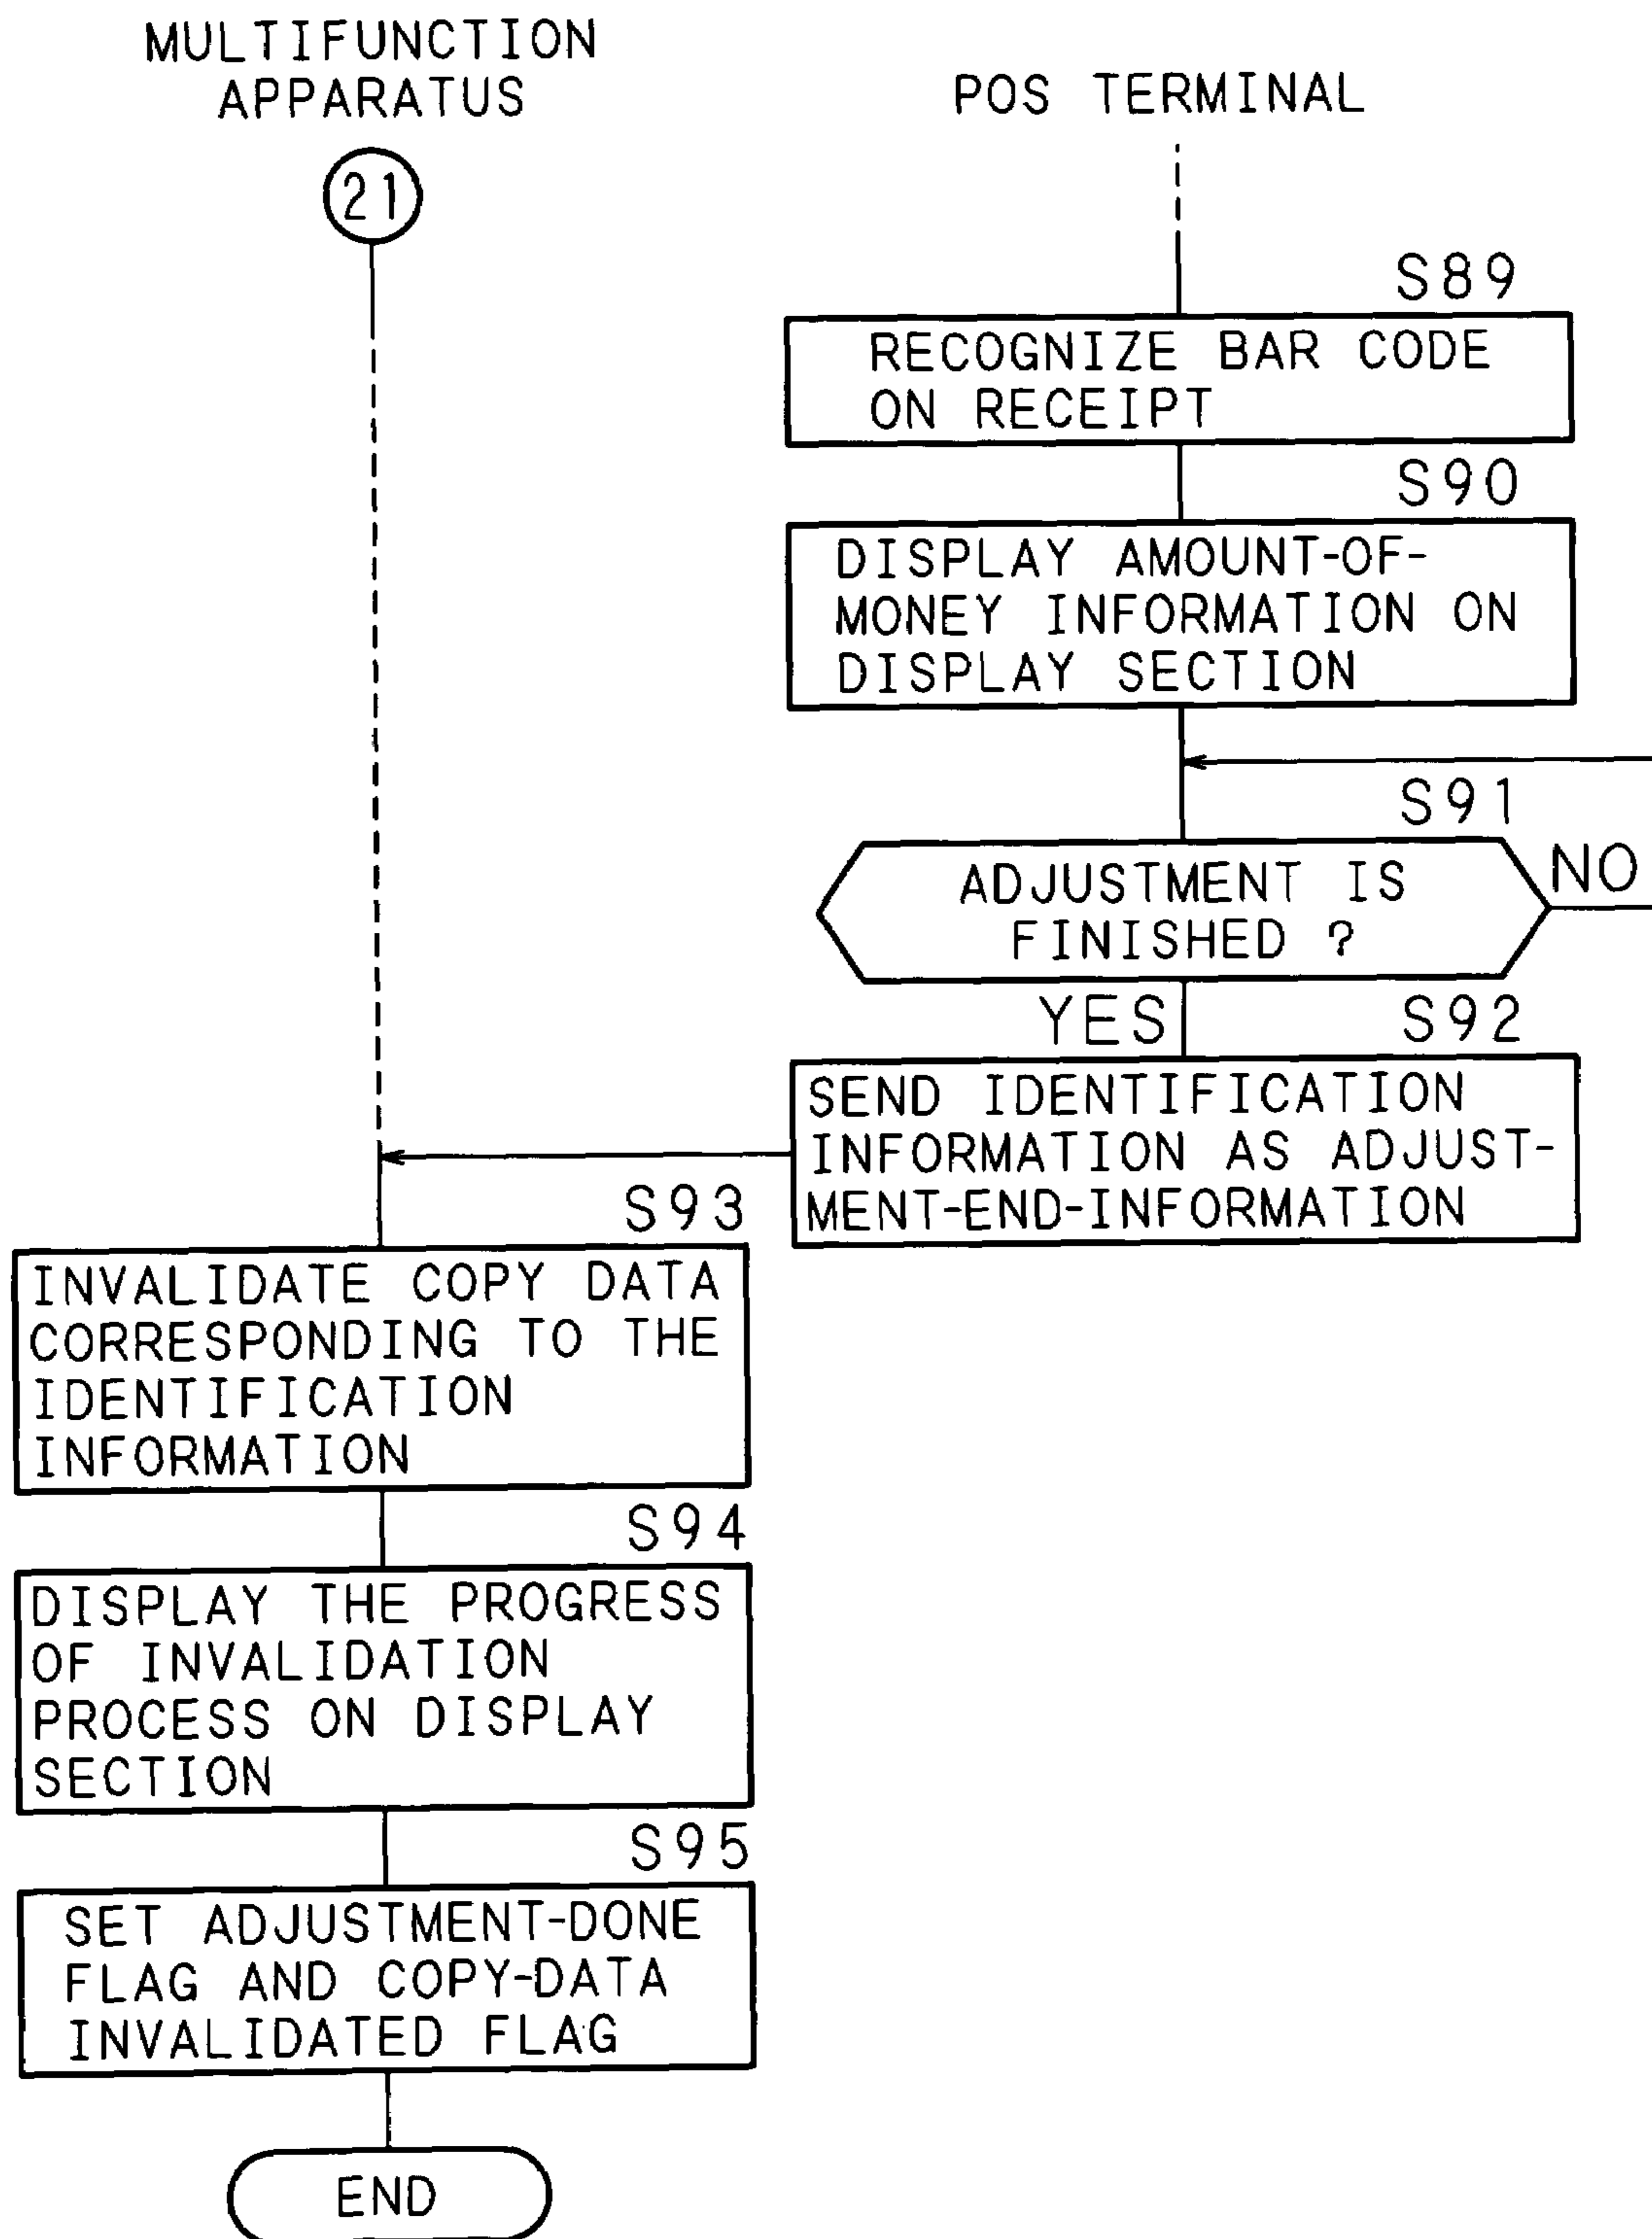 MULTIFUNCTION
APPARATUS
POS TERMINAL
21
S89
RECOGNIZE BAR CODE
ON RECEIPT
S90
DISPLAY AMOUNT-OF-
MONEY INFORMATION ON
DISPLAY SECTION
S91
ADJUSTMENT IS
FINISHED ?
NO
YES
S92
SEND IDENTIFICATION
INFORMATION AS ADJUST-
MENT-END-INFORMATION
S93
INVALIDATE COPY DATA
CORRESPONDING TO THE
IDENTIFICATION
INFORMATION
S94
DISPLAY THE PROGRESS
OF INVALIDATION
PROCESS ON DISPLAY
SECTION
S95
SET ADJUSTMENT-DONE
FLAG AND COPY-DATA
INVALIDATED FLAG
END